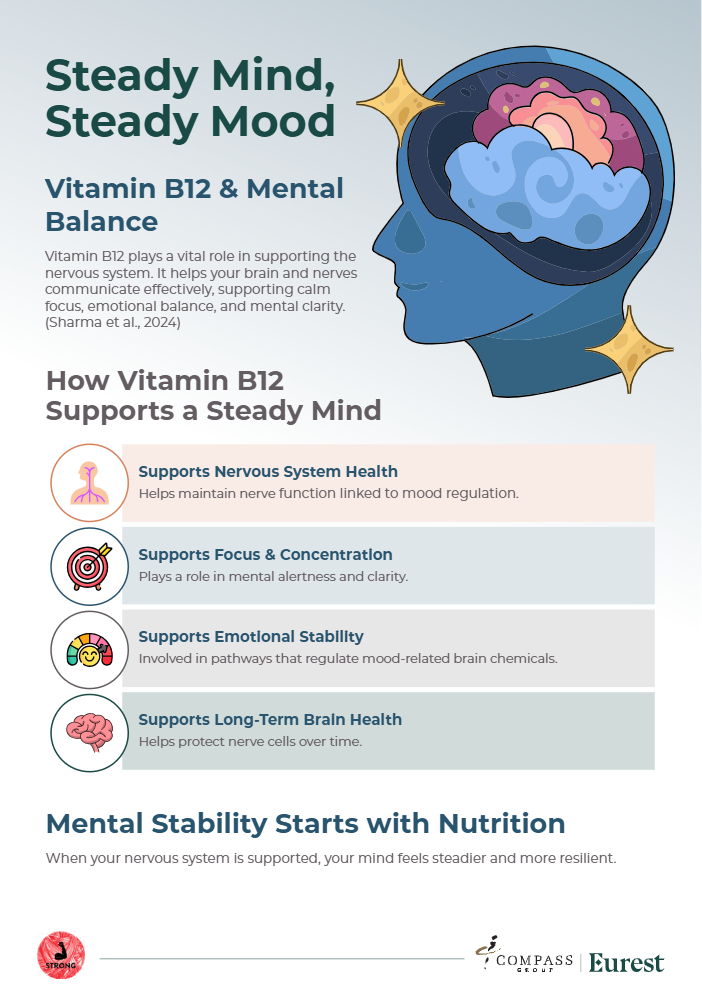 Steady Mind,
Steady Mood
Vitamin B12 & Mental
Balance
Vitamin B12 plays a vital role in supporting the
nervous system. It helps your brain and nerves
communicate effectively, supporting calm
focus, emotional balance, and mental clarity.
(Sharma et al., 2024)
How Vitamin B12
Supports a Steady Mind
Supports Nervous System Health
Helps maintain nerve function linked to mood regulation.
Supports Focus & Concentration
Plays a role in mental alertness and clarity.
Supports Emotional Stability
Involved in pathways that regulate mood-related brain chemicals.
Supports Long-Term Brain Health
Helps protect nerve cells over time.
Mental Stability Starts with Nutrition
When your nervous system is supported, your mind feels steadier and more resilient.
STRONG
COMPASS
GROUP
Eurest